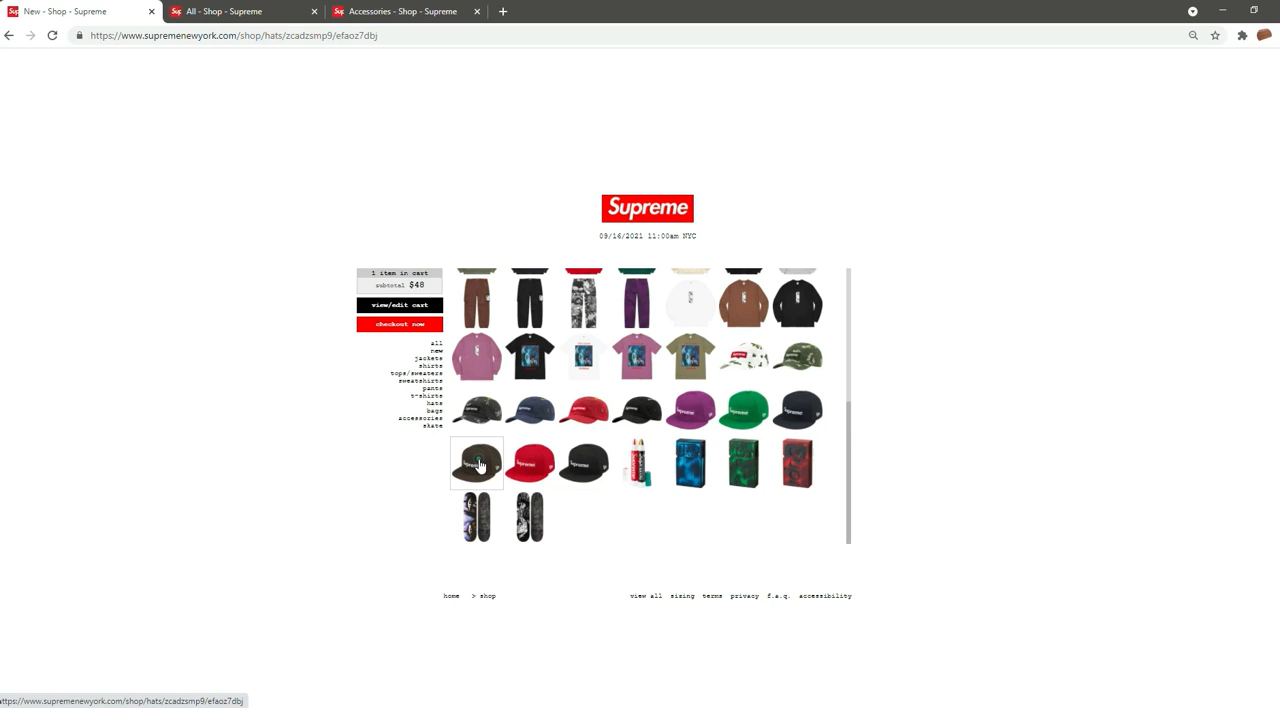 New - Shop - Supreme
All - Shop - Supreme
Accessories - Shop - Supreme
https://www.supremenewyork.com/shop/hats/zcadzsmp9/efaoz7dbj
Supreme
09/16/2021 11:00am NYC
1 item in cart
subtotal $48
view/edit cart
checkout now
all
new
jackets
shirts
tops/sweaters
sweatshirts
pants
t-shirts
hats
bags
accessories
skate
home > shop
view all sizing terms privacy f.a.q. accessibility
ttps://www.supremenewyork.com/shop/hats/zcadzsmp9/efaoz7dbj